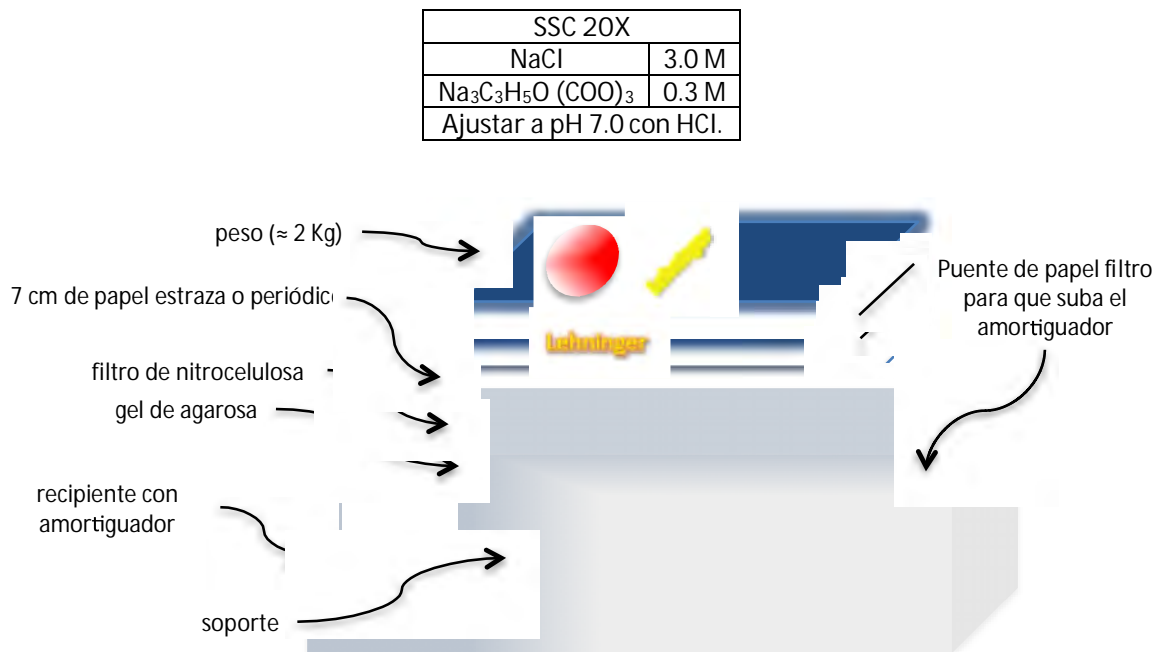 SSC 20X
NaCl 3.0 M
Na₃C₃H₅O (COO)₃ 0.3 M
Ajustar a pH 7.0 con HCl.
peso (≈ 2 Kg)
7 cm de papel estraza o periódico
filtro de nitrocelulosa
gel de agarosa
recipiente con
amortiguador
soporte
Lehninger
Puente de papel filtro
para que suba el
amortiguador